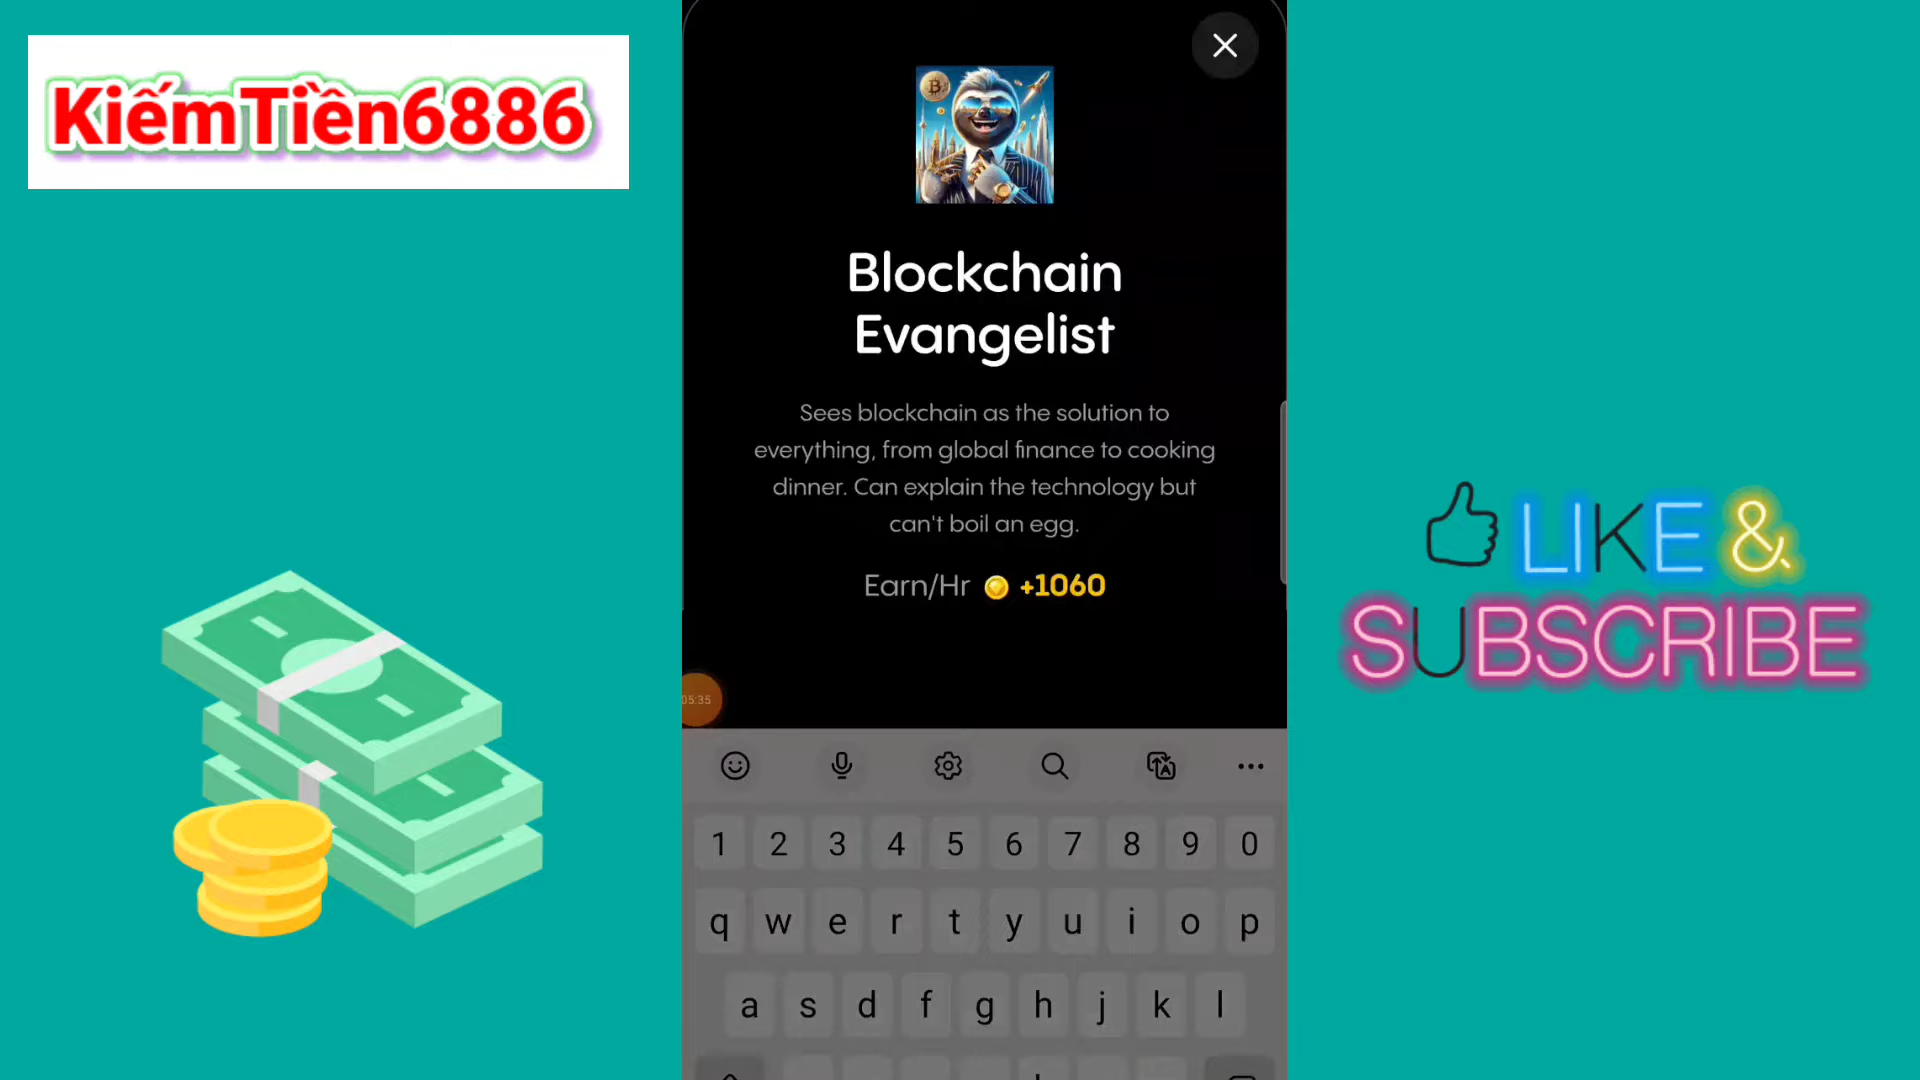 KiếmTiền6886
Blockchain
Evangelist
Sees blockchain as the solution to
everything, from global finance to cooking
dinner. Can explain the technology but
can't boil an egg.
Earn/Hr +1060
05:35
1 2 3 4 5 6 7 8 9 0
q w e r t y u i o p
a s d f g h j k l
LIKE &
SUBSCRIBE